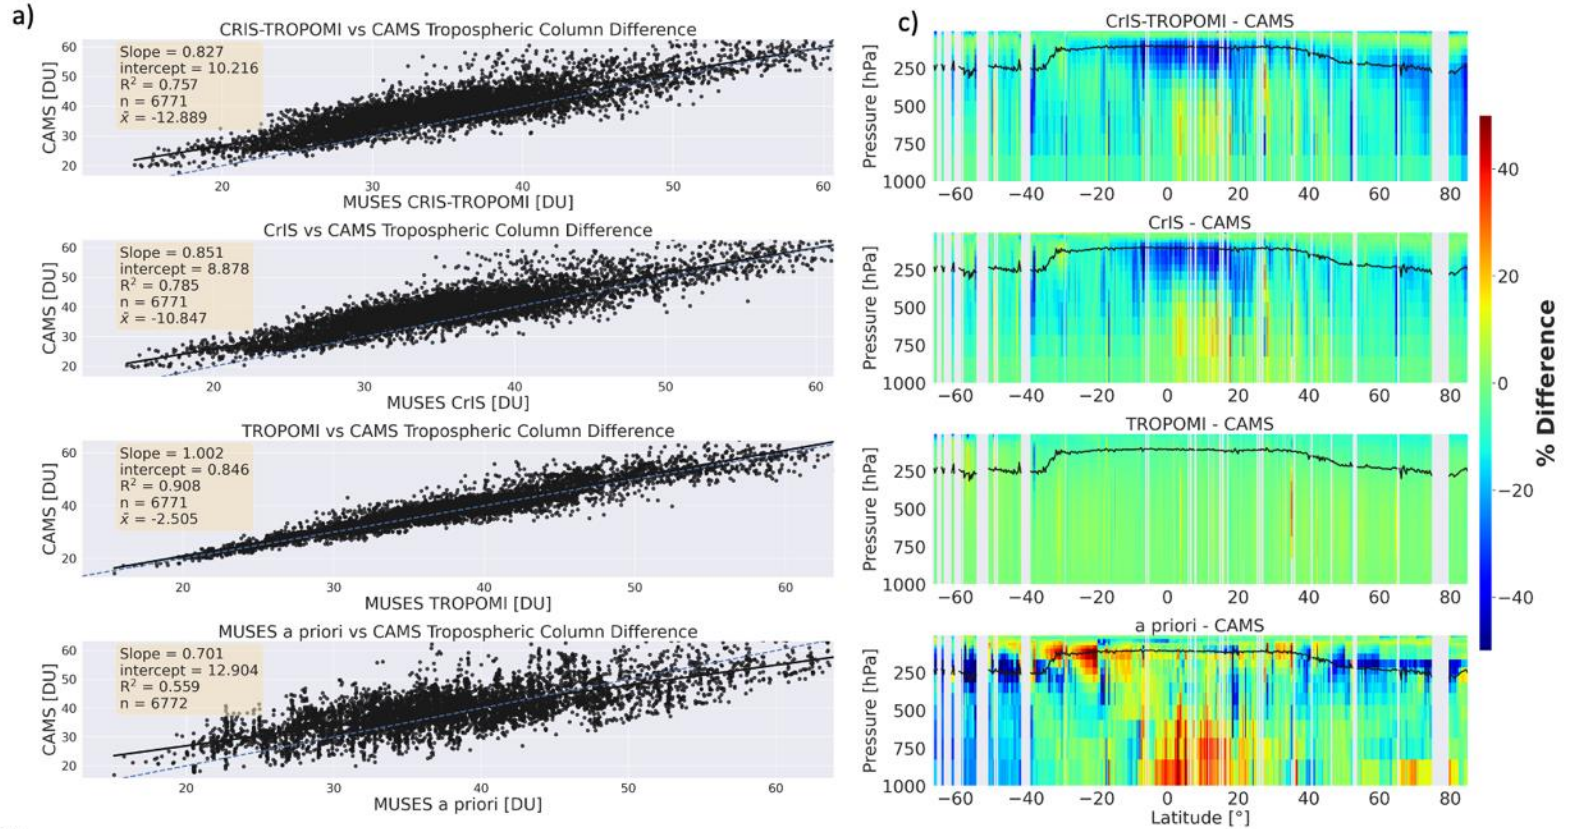 a)
CRIS-TROPOMI vs CAMS Tropospheric Column Difference
Slope = 0.827
intercept = 10.216
R² = 0.757
n = 6771
x̄ = -12.889
CAMS [DU]
60
50
40
30
20
20 30 40 50 60
MUSES CRIS-TROPOMI [DU]
CrIS vs CAMS Tropospheric Column Difference
Slope = 0.851
intercept = 8.878
R² = 0.785
n = 6771
x̄ = -10.847
CAMS [DU]
60
50
40
30
20
20 30 40 50 60
MUSES CrIS [DU]
TROPOMI vs CAMS Tropospheric Column Difference
Slope = 1.002
intercept = 0.846
R² = 0.908
n = 6771
x̄ = -2.505
CAMS [DU]
60
40
20
20 30 40 50 60
MUSES TROPOMI [DU]
MUSES a priori vs CAMS Tropospheric Column Difference
Slope = 0.701
intercept = 12.904
R² = 0.559
n = 6772
CAMS [DU]
60
50
40
30
20
20 30 40 50 60
MUSES a priori [DU]
c)
CrIS-TROPOMI - CAMS
Pressure [hPa]
250
500
750
1000
−60 −40 −20 0 20 40 60 80
CrIS - CAMS
Pressure [hPa]
250
500
750
1000
−60 −40 −20 0 20 40 60 80
TROPOMI - CAMS
Pressure [hPa]
250
500
750
1000
−60 −40 −20 0 20 40 60 80
a priori - CAMS
Pressure [hPa]
250
500
750
1000
−60 −40 −20 0 20 40 60 80
Latitude [°]
40
20
0
−20
−40
% Difference